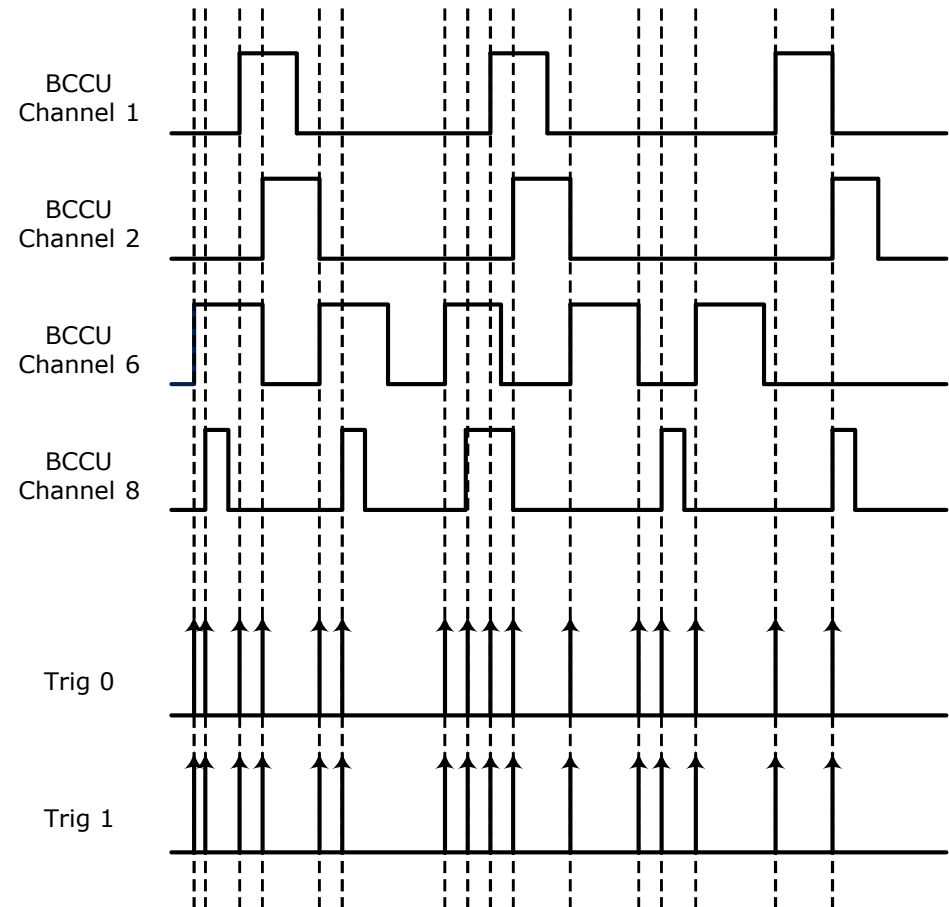 BCCU
Channel 1
BCCU
Channel 2
BCCU
Channel 6
BCCU
Channel 8
Trig 0
Trig 1